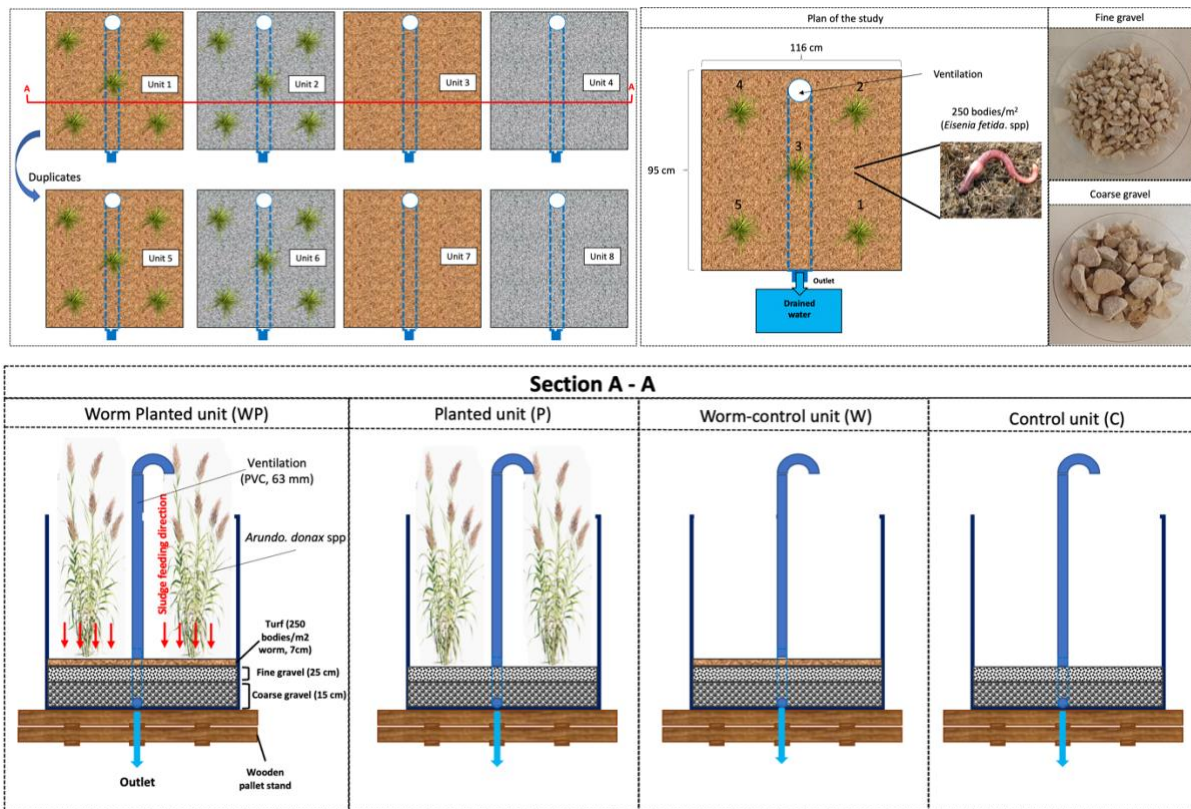 A
Unit 1
Unit 2
Unit 3
Unit 4
A
Duplicates
Unit 5
Unit 6
Unit 7
Unit 8
Plan of the study
116 cm
Ventilation
4
2
3
5
1
95 cm
250 bodies/m²
(Eisenia fetida. spp)
Outlet
Drained
water
Fine gravel
Coarse gravel
Section A - A
Worm Planted unit (WP)
Planted unit (P)
Worm-control unit (W)
Control unit (C)
Ventilation
(PVC, 63 mm)
Arundo. donax spp
Sludge feeding direction
Turf (250
bodies/m2
worm, 7cm)
Fine gravel (25 cm)
Coarse gravel (15 cm)
Outlet
Wooden
pallet stand